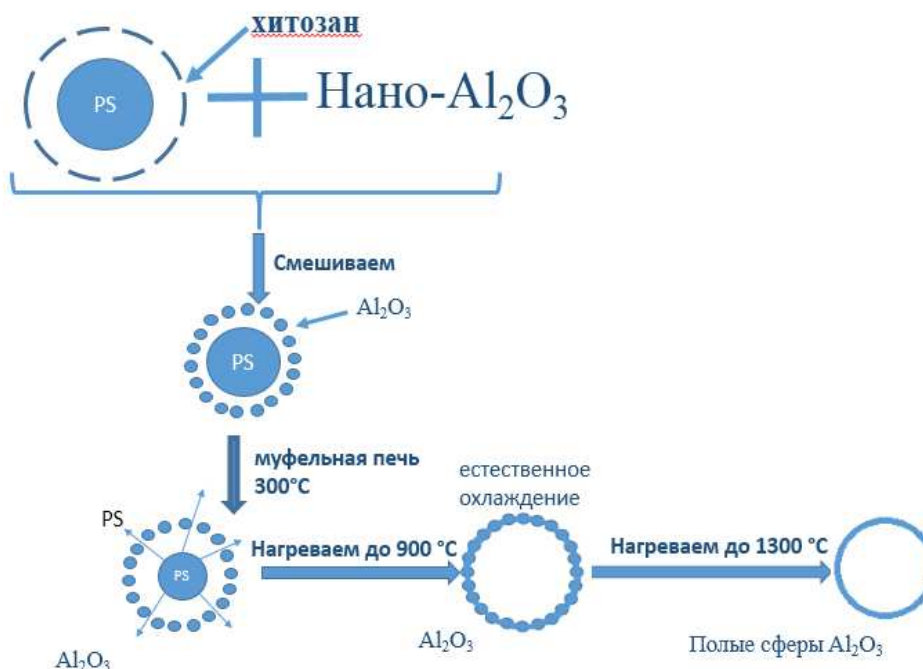 хитозан
PS
Нано-Al₂O₃
Смешиваем
Al₂O₃
PS
муфельная печь
300°C
естественное
охлаждение
PS
Нагреваем до 900 °C
Нагреваем до 1300 °C
PS
Al₂O₃
Al₂O₃
Полые сферы Al₂O₃